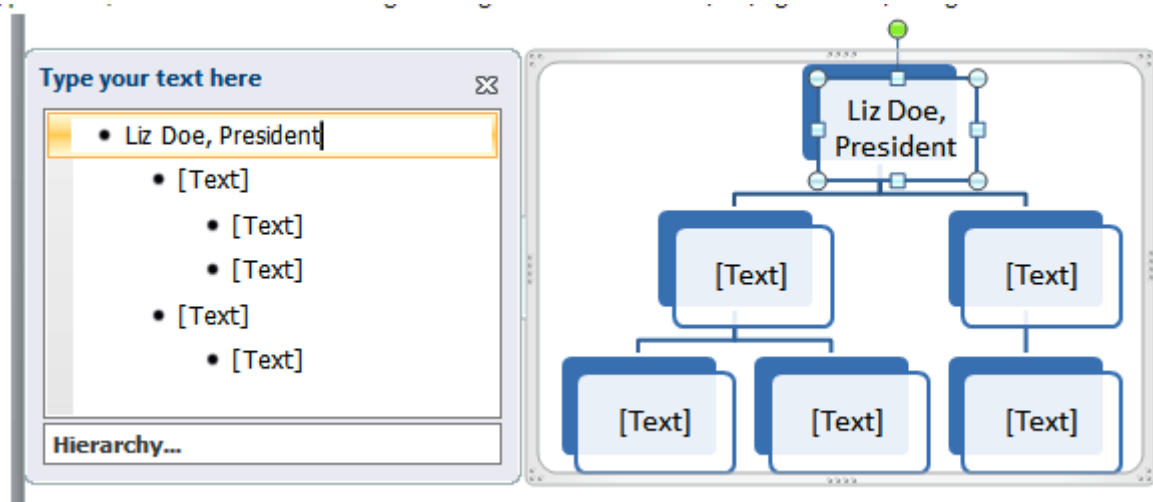 Type your text here
• Liz Doe, President
• [Text]
• [Text]
• [Text]
• [Text]
• [Text]
Hierarchy...
Liz Doe,
President
[Text]
[Text]
[Text]
[Text]
[Text]